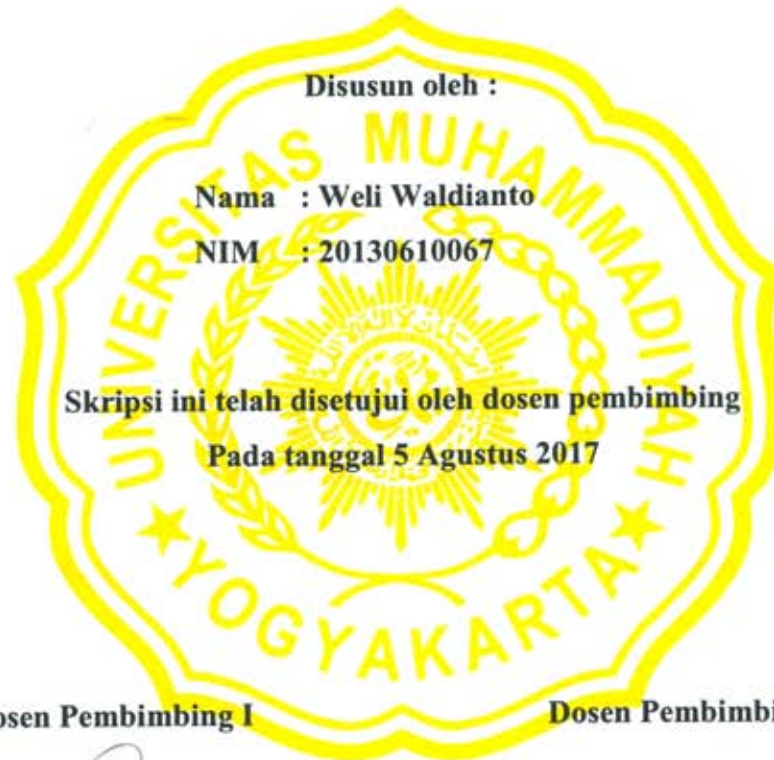 Disusun oleh :
UNIVERSITAS MUHAMMADIYAH
Nama : Weli Waldianto
NIM : 20130610067
Skripsi ini telah disetujui oleh dosen pembimbing
Pada tanggal 5 Agustus 2017
★ YOGYAKARTA ★
osen Pembimbing I Dosen Pembimbi